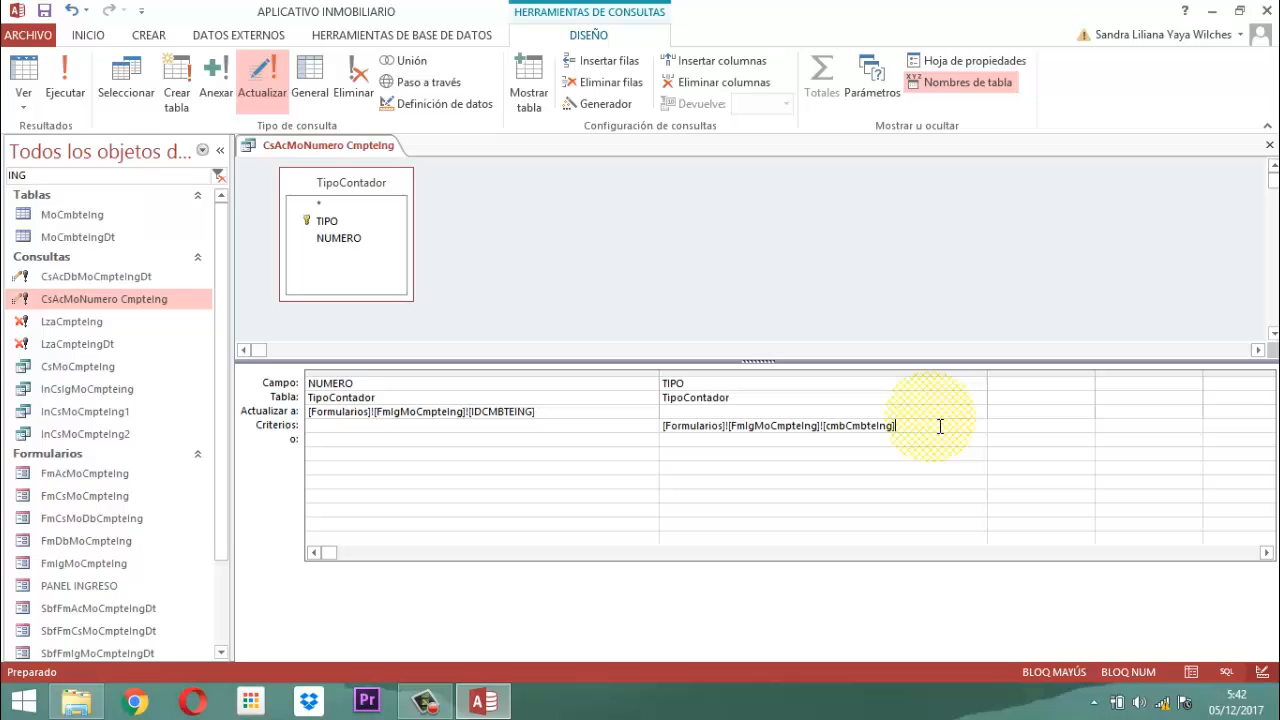 APLICATIVO INMOBILIARIO
HERRAMIENTAS DE CONSULTAS
?
ARCHIVO INICIO CREAR DATOS EXTERNOS HERRAMIENTAS DE BASE DE DATOS DISEÑO
Sandra Liliana Yaya Wilches
Ver
Ejecutar
Resultados
Seleccionar
Crear tabla
Anexar
Actualizar
General
Eliminar
Unión
Paso a través
Definición de datos
Tipo de consulta
Mostrar tabla
Insertar filas
Eliminar filas
Generador
Insertar columnas
Eliminar columnas
Devuelve:
Configuración de consultas
Totales
Parámetros
Hoja de propiedades
Nombres de tabla
Mostrar u ocultar
Todos los objetos d... «
ING
Tablas
MoCmbteIng
MoCmbteIngDt
Consultas
CsAcDbMoCmpteIngDt
CsAcMoNumero CmpteIng
LzaCmpteIng
LzaCmpteIngDt
CsMoCmpteIng
InCsIgMoCmpteIng
InCsMoCmpteIng1
InCsMoCmpteIng2
Formularios
FmAcMoCmpteIng
FmCsMoCmpteIng
FmCsMoDbCmpteIng
FmDbMoCmpteIng
FmIgMoCmpteIng
PANEL INGRESO
SbfFmAcMoCmpteIngDt
SbfFmCsMoCmpteIngDt
SbfFmIgMoCmpteIngDt
CsAcMoNumero CmpteIng
TipoContador
*
TIPO
NUMERO
Campo: NUMERO TIPO
Tabla: TipoContador TipoContador
Actualizar a: [Formularios]![FmIgMoCmpteIng]![IDCMBTEING]
Criterios: [Formularios]![FmIgMoCmpteIng]![cmbCmbteIng]
o:
Preparado
BLOQ MAYÚS BLOQ NUM SQL
Pr
5:42
05/12/2017